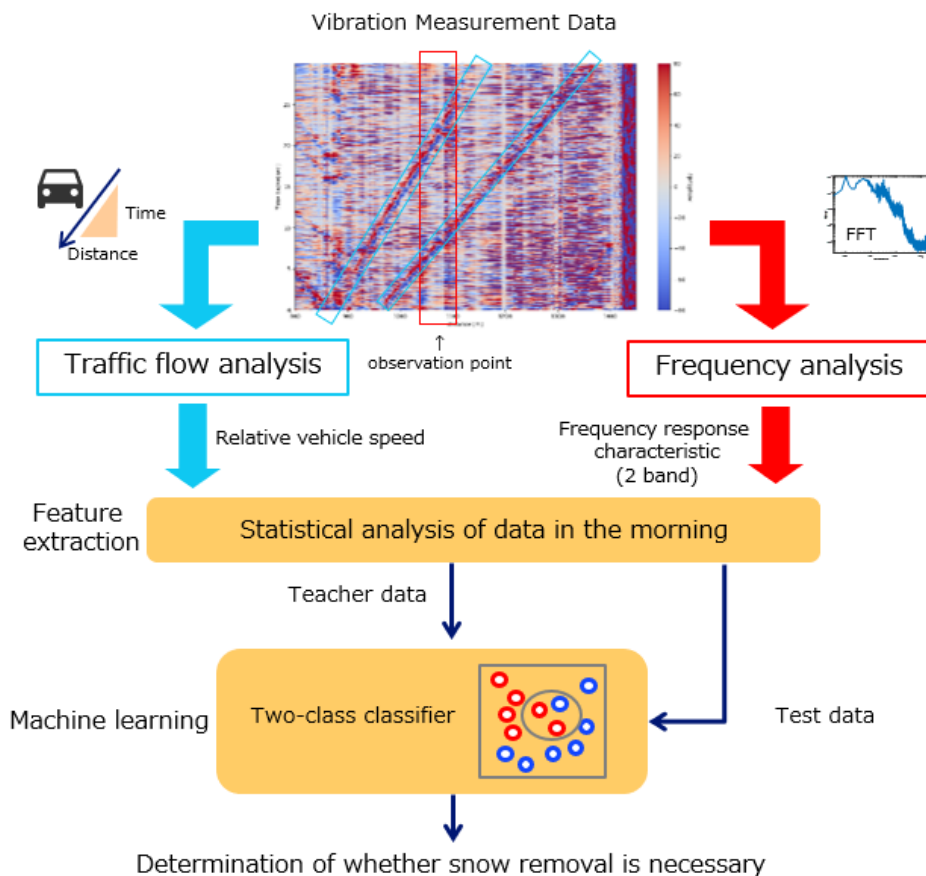 Vibration Measurement Data
Time
Distance
FFT
↑
observation point
Traffic flow analysis
Frequency analysis
Relative vehicle speed
Frequency response
characteristic
(2 band)
Feature
extraction
Statistical analysis of data in the morning
Teacher data
Machine learning
Two-class classifier
Test data
Determination of whether snow removal is necessary